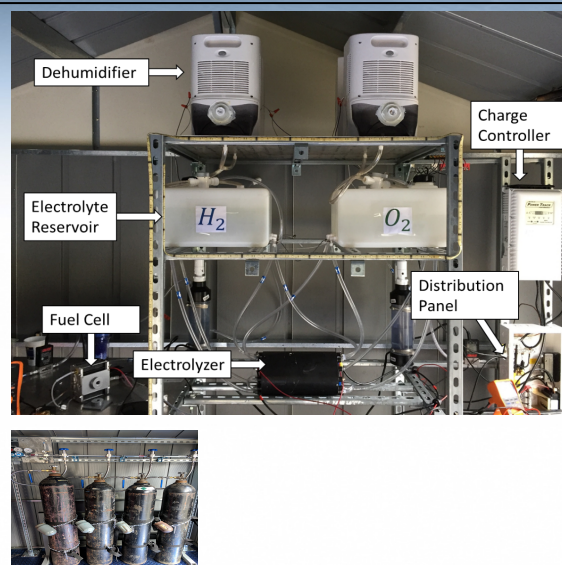 Dehumidifier
Charge
Controller
Electrolyte
Reservoir
H₂
O₂
Distribution
Panel
Fuel Cell
Electrolyzer